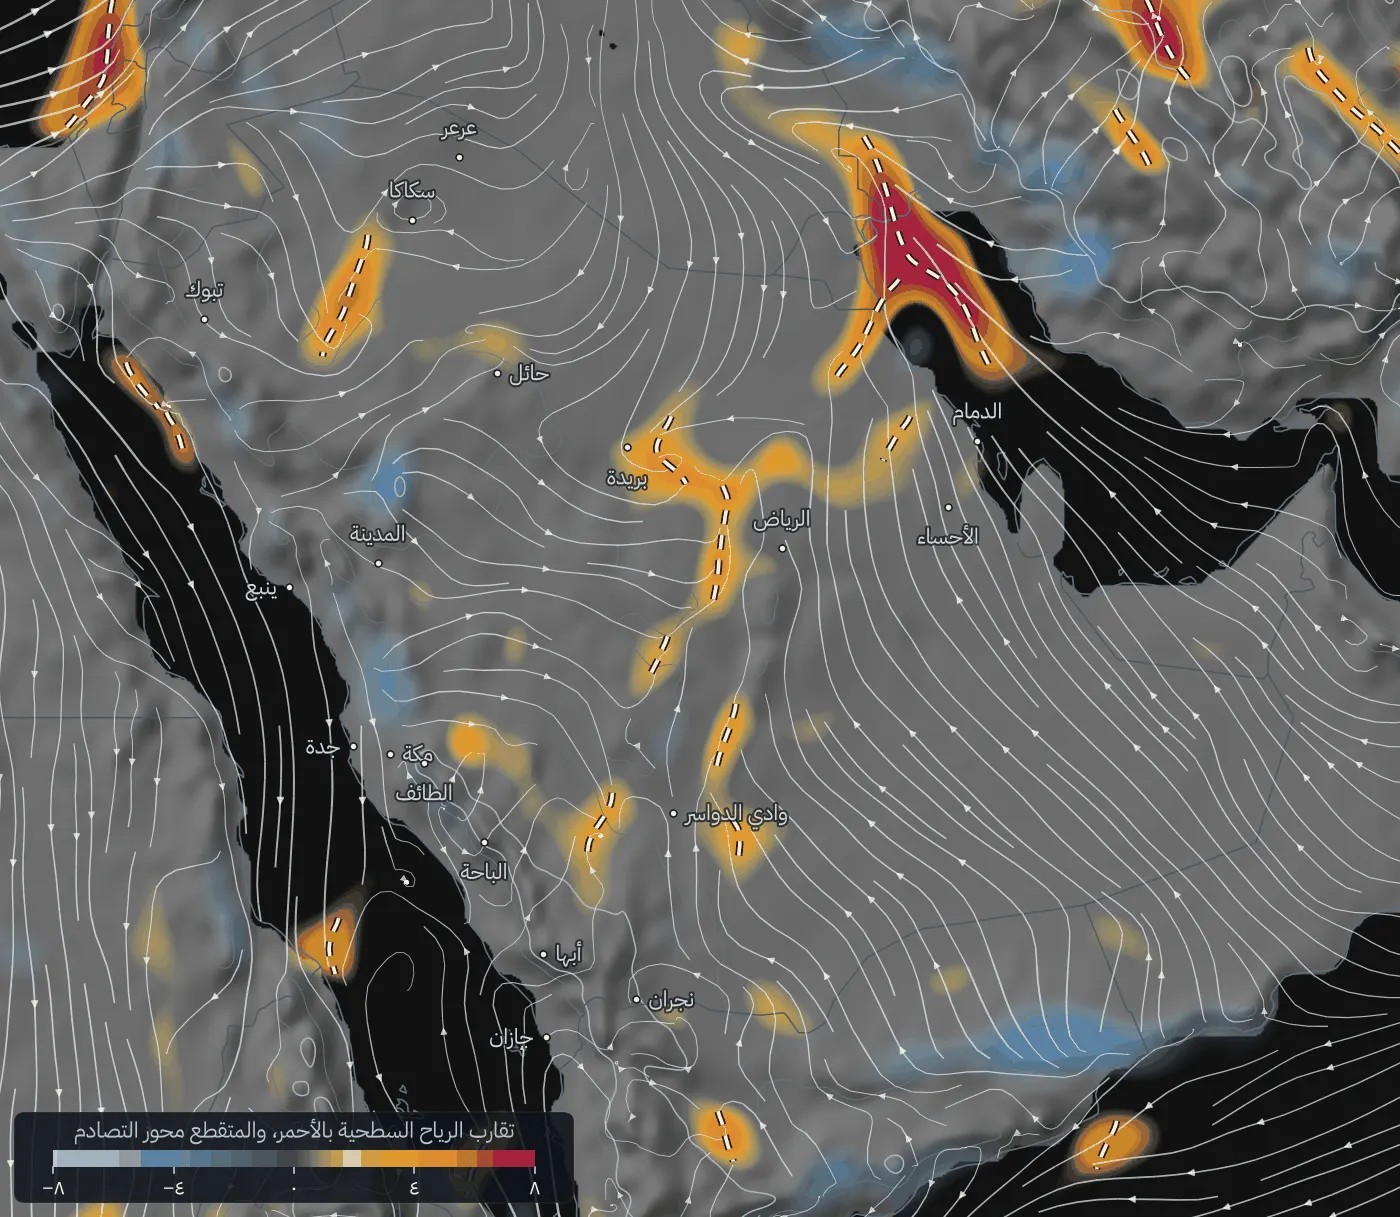 عرعر
سكاكا
تبوك
حائل
الدمام
بريدة
الرياض
الأحساء
المدينة
ينبع
جدة
مكة
الطائف
وادي الدواسر
الباحة
أبها
نجران
جازان
تقارب الرياح السطحية بالأحمر، والمتقطع محور التصادم
−٨ −٤ ٠ ٤ ٨